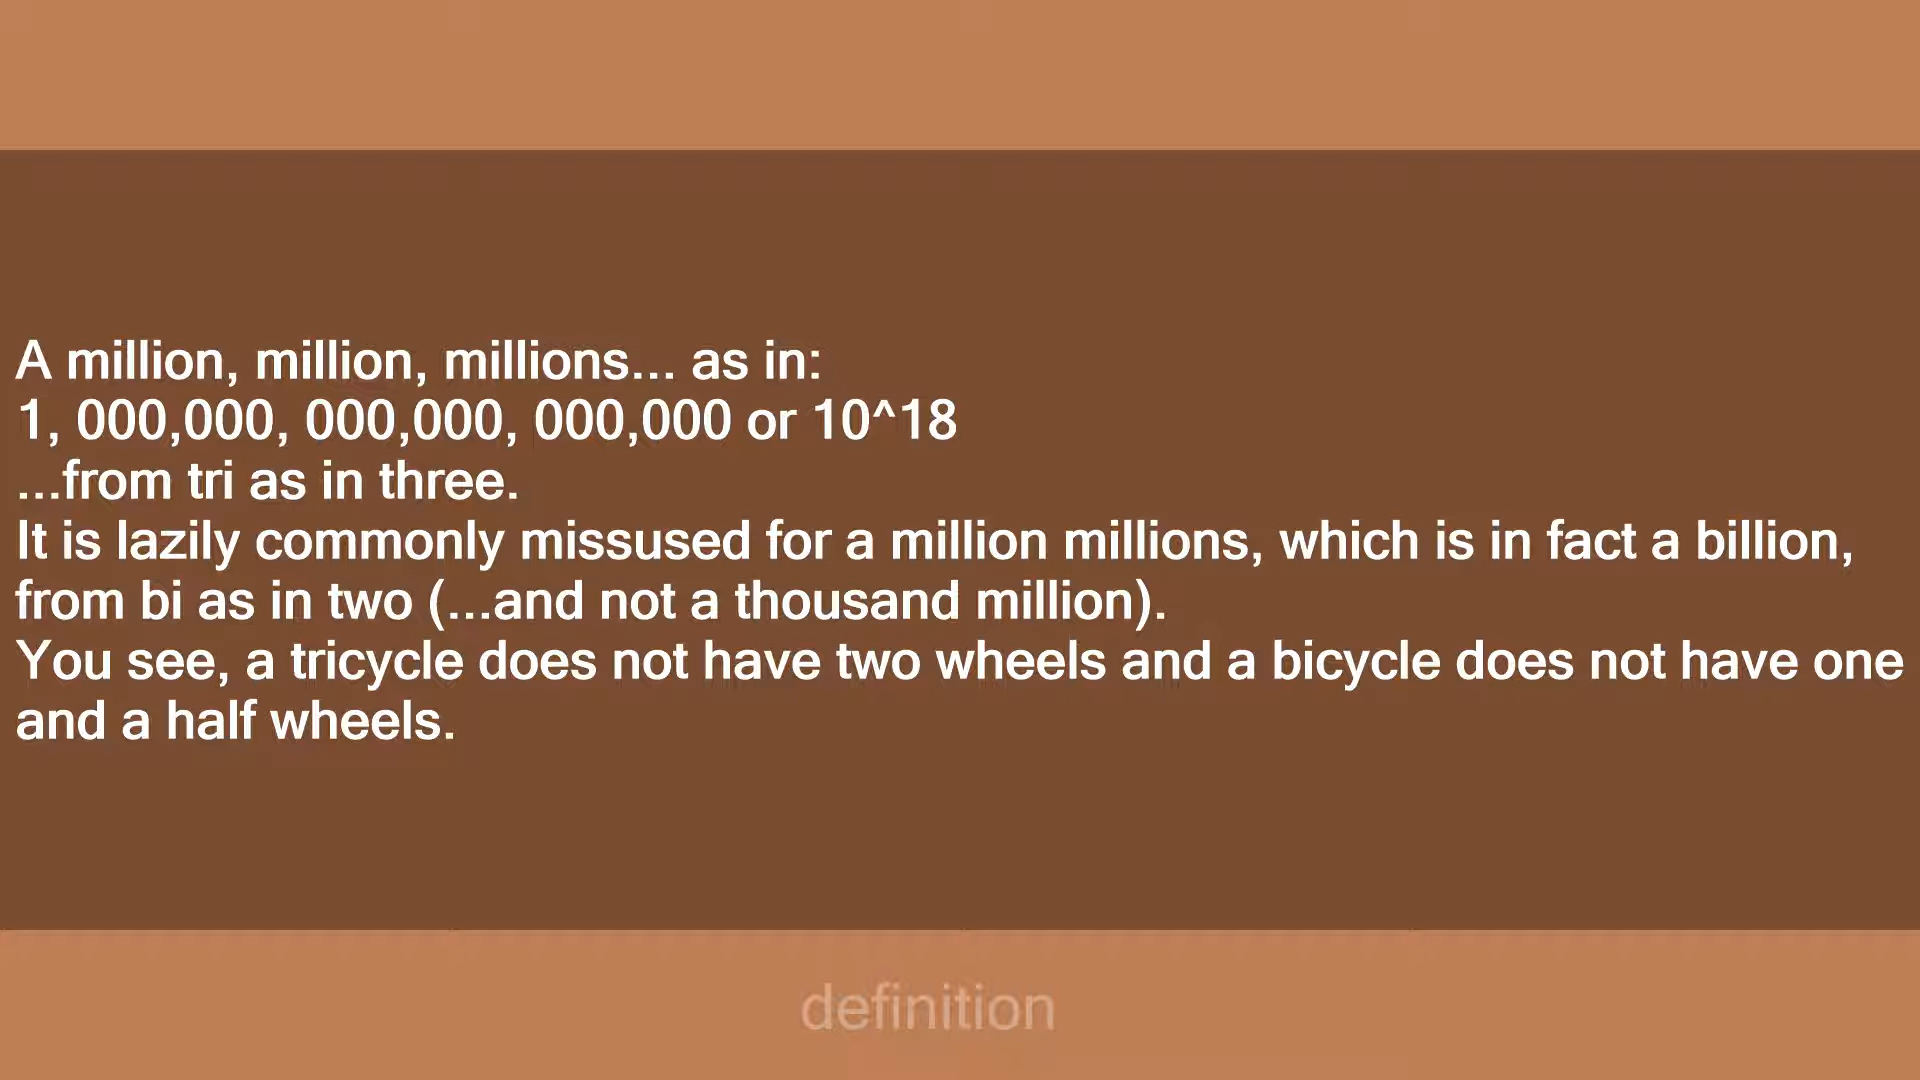 A million, million, millions... as in:
1, 000,000, 000,000, 000,000 or 10^18
...from tri as in three.
It is lazily commonly missused for a million millions, which is in fact a billion,
from bi as in two (...and not a thousand million).
You see, a tricycle does not have two wheels and a bicycle does not have one
and a half wheels.
definition